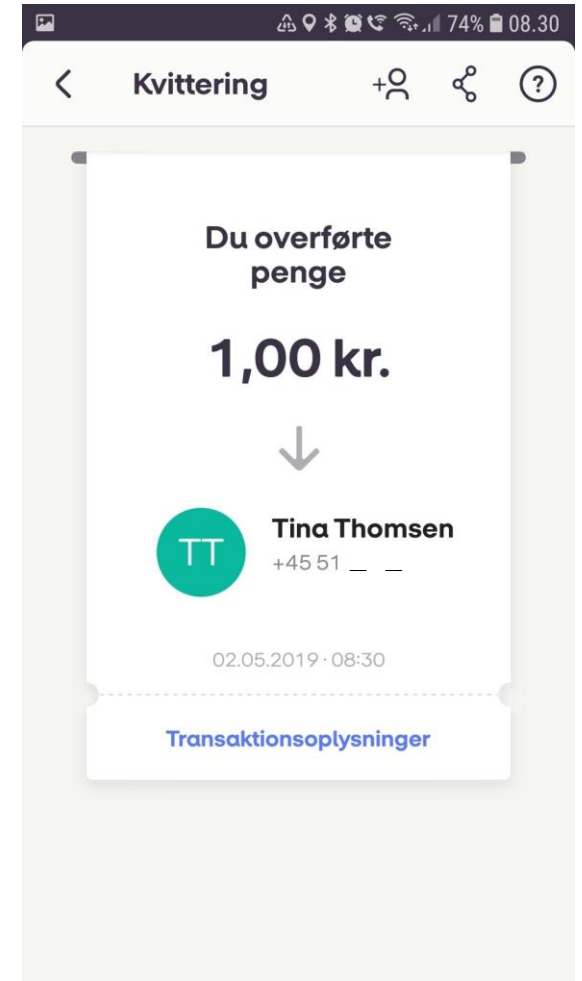 74% 08.30
Kvittering
Du overførte
penge
1,00 kr.
TT
Tina Thomsen
+45 51 _ _
02.05.2019 · 08:30
Transaktionsoplysninger